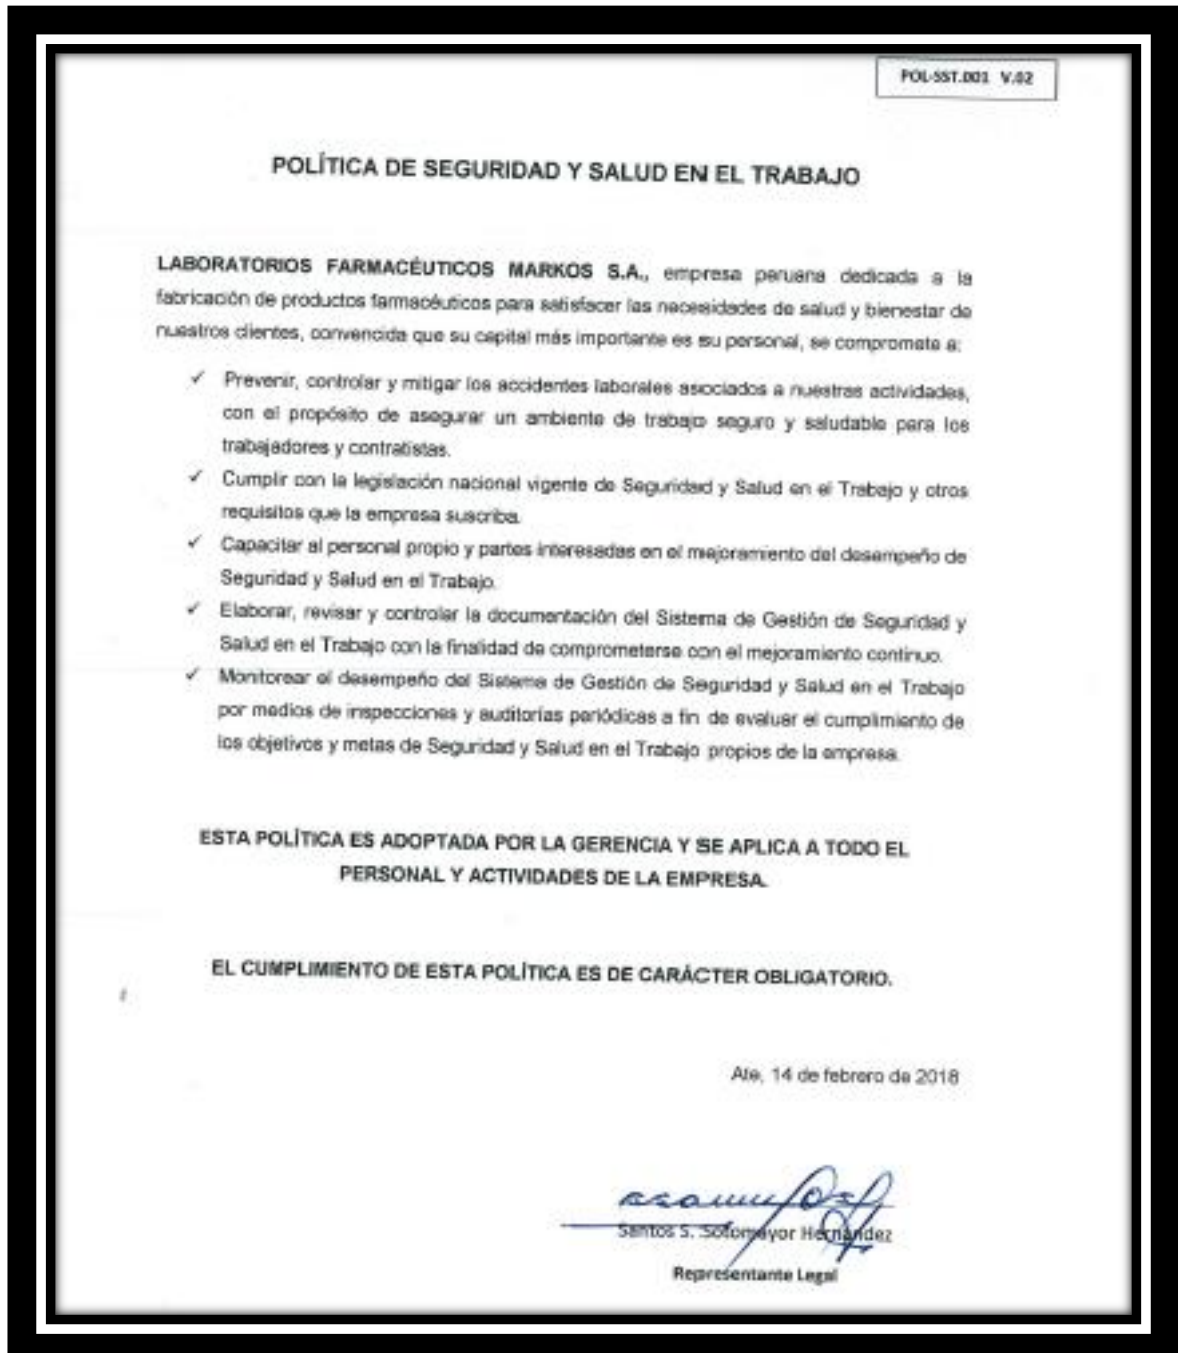 POL-SST.001 V.02
POLÍTICA DE SEGURIDAD Y SALUD EN EL TRABAJO
LABORATORIOS FARMACÉUTICOS MARKOS S.A., empresa peruana dedicada a la
fabricación de productos farmacéuticos para satisfacer las necesidades de salud y bienestar de
nuestros clientes, convencida que su capital más importante es su personal, se compromete a:
✓ Prevenir, controlar y mitigar los accidentes laborales asociados a nuestras actividades,
con el propósito de asegurar un ambiente de trabajo seguro y saludable para los
trabajadores y contratistas.
✓ Cumplir con la legislación nacional vigente de Seguridad y Salud en el Trabajo y otros
requisitos que la empresa suscriba.
✓ Capacitar al personal propio y partes interesadas en el mejoramiento del desempeño de
Seguridad y Salud en el Trabajo.
✓ Elaborar, revisar y controlar la documentación del Sistema de Gestión de Seguridad y
Salud en el Trabajo con la finalidad de comprometerse con el mejoramiento continuo.
✓ Monitorear el desempeño del Sistema de Gestión de Seguridad y Salud en el Trabajo
por medios de inspecciones y auditorías periódicas a fin de evaluar el cumplimiento de
los objetivos y metas de Seguridad y Salud en el Trabajo propios de la empresa.
ESTA POLÍTICA ES ADOPTADA POR LA GERENCIA Y SE APLICA A TODO EL
PERSONAL Y ACTIVIDADES DE LA EMPRESA.
EL CUMPLIMIENTO DE ESTA POLÍTICA ES DE CARÁCTER OBLIGATORIO.
Ate, 14 de febrero de 2018
Santos S. Sotomayor Hernández
Representante Legal